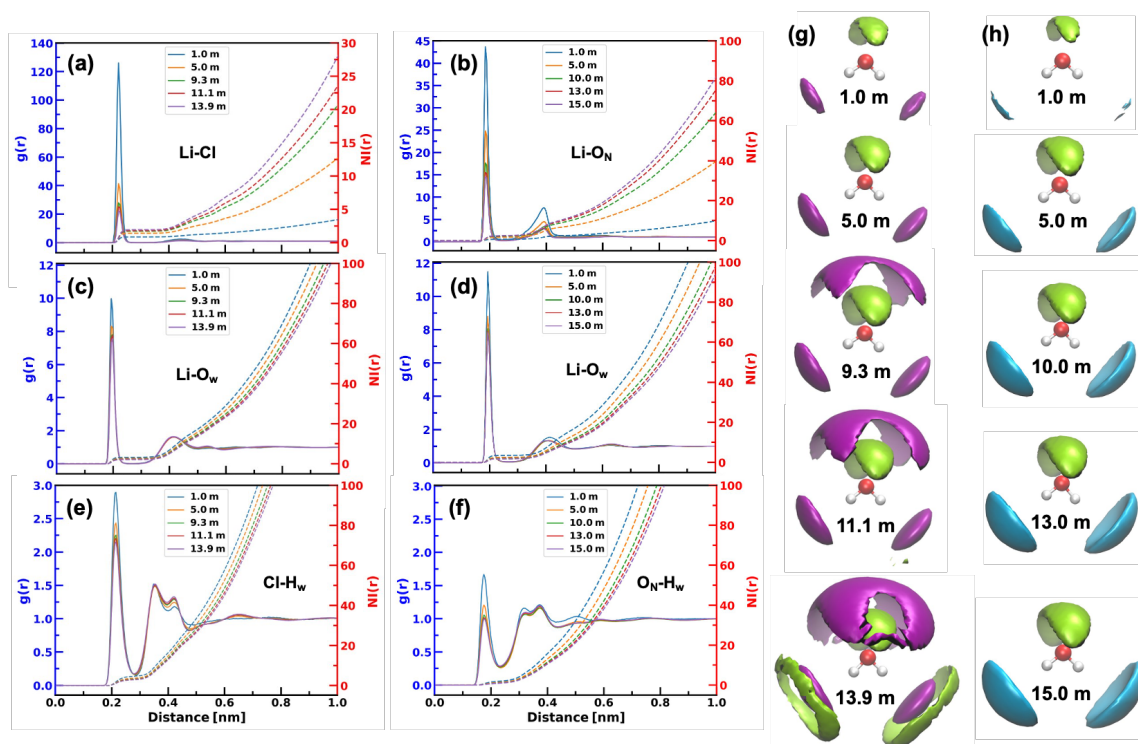 (a)
140
120
100
80
60
40
20
0
g(r)
1.0 m
5.0 m
9.3 m
11.1 m
13.9 m
Li-Cl
30
25
20
15
10
5
0
NI(r)
(b)
45
40
35
30
25
20
15
10
5
0
g(r)
1.0 m
5.0 m
10.0 m
13.0 m
15.0 m
Li-ON
100
80
60
40
20
0
NI(r)
(c)
12
10
8
6
4
2
0
g(r)
1.0 m
5.0 m
9.3 m
11.1 m
13.9 m
Li-Ow
100
80
60
40
20
0
NI(r)
(d)
12
10
8
6
4
2
0
g(r)
1.0 m
5.0 m
10.0 m
13.0 m
15.0 m
Li-Ow
100
80
60
40
20
0
NI(r)
(e)
3.0
2.5
2.0
1.5
1.0
0.5
0.0
g(r)
1.0 m
5.0 m
9.3 m
11.1 m
13.9 m
Cl-Hw
100
80
60
40
20
0
NI(r)
0.0 0.2 0.4 0.6 0.8 1.0
Distance [nm]
(f)
3.0
2.5
2.0
1.5
1.0
0.5
0.0
g(r)
1.0 m
5.0 m
10.0 m
13.0 m
15.0 m
ON-Hw
100
80
60
40
20
0
NI(r)
0.0 0.2 0.4 0.6 0.8 1.0
Distance [nm]
(g)
1.0 m
5.0 m
9.3 m
11.1 m
13.9 m
(h)
1.0 m
5.0 m
10.0 m
13.0 m
15.0 m